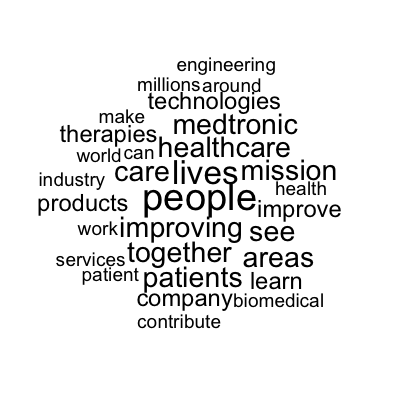 engineering
millions around
technologies
make
therapies medtronic
world can healthcare
industry care lives mission
health
products people improve
work improving see
services together areas
patient patients learn
company biomedical
contribute